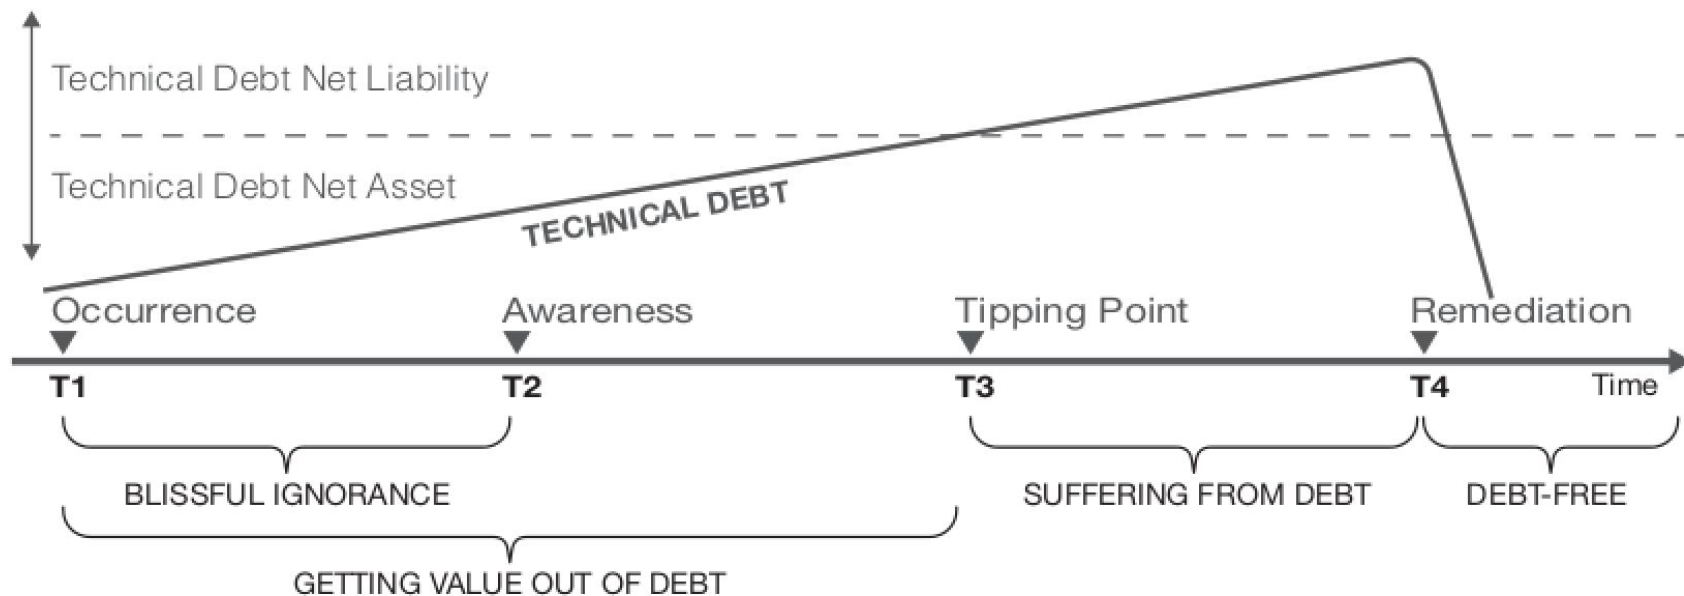 Technical Debt Net Liability
Technical Debt Net Asset
TECHNICAL DEBT
Occurrence
Awareness
Tipping Point
Remediation
T1
T2
T3
T4
Time
BLISSFUL IGNORANCE
SUFFERING FROM DEBT
DEBT-FREE
GETTING VALUE OUT OF DEBT